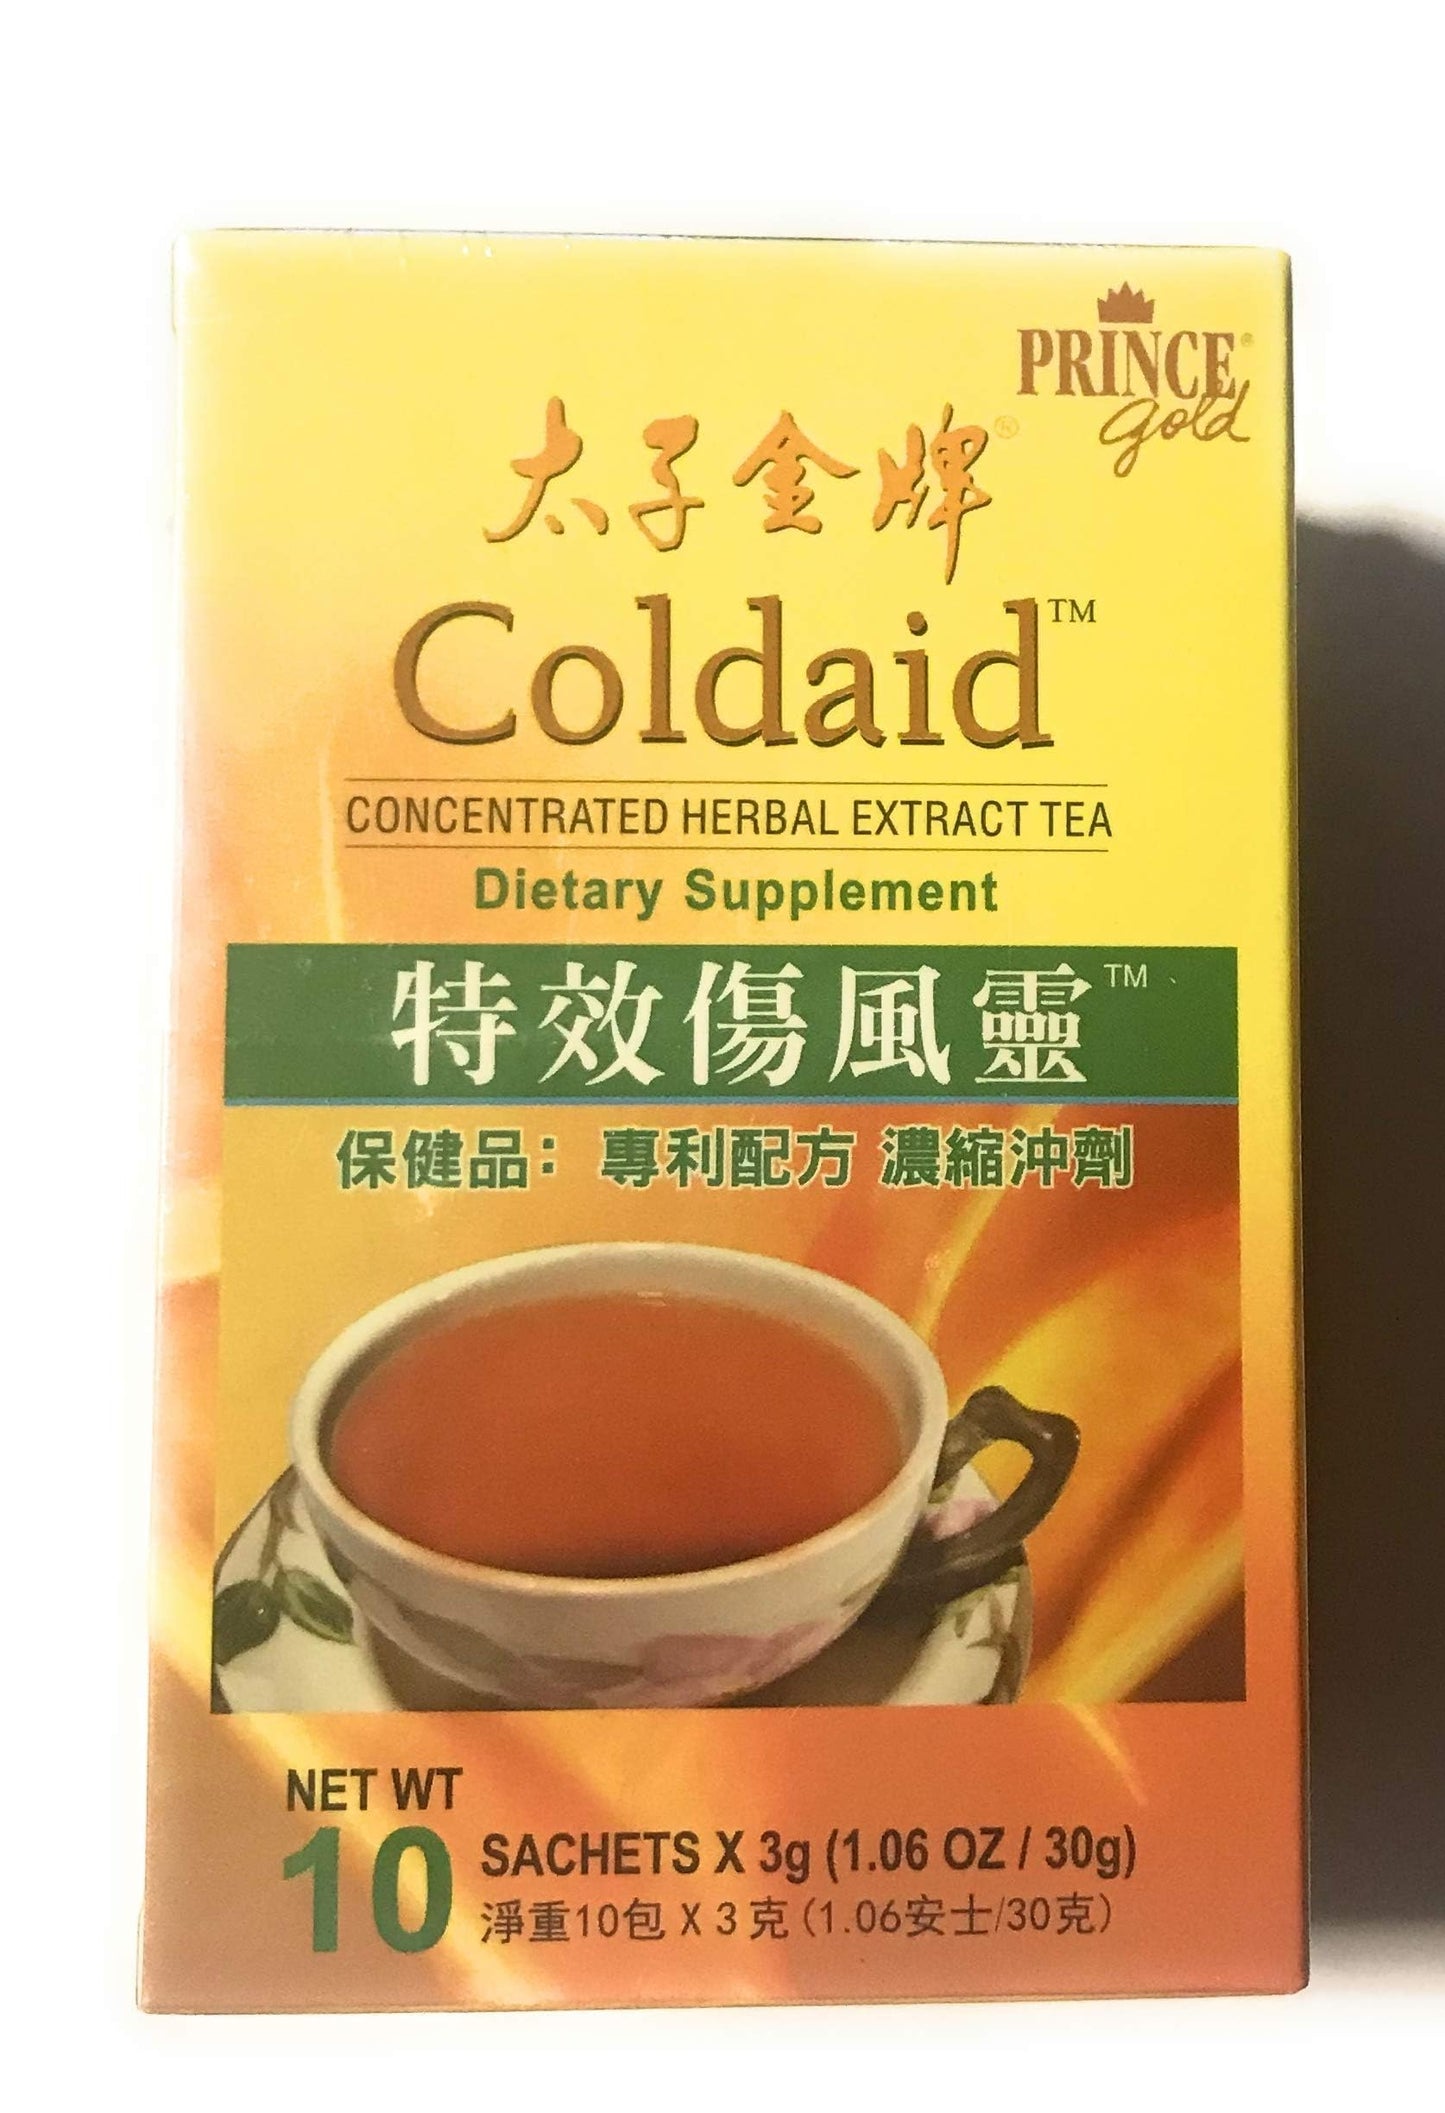 PRINCE®
gold
太子金牌®
Coldaid™
CONCENTRATED HERBAL EXTRACT TEA
Dietary Supplement
特效傷風靈™
保健品：專利配方 濃縮沖劑
NET WT
10 SACHETS X 3g (1.06 OZ / 30g)
淨重10包 X 3 克 (1.06安士/30克)